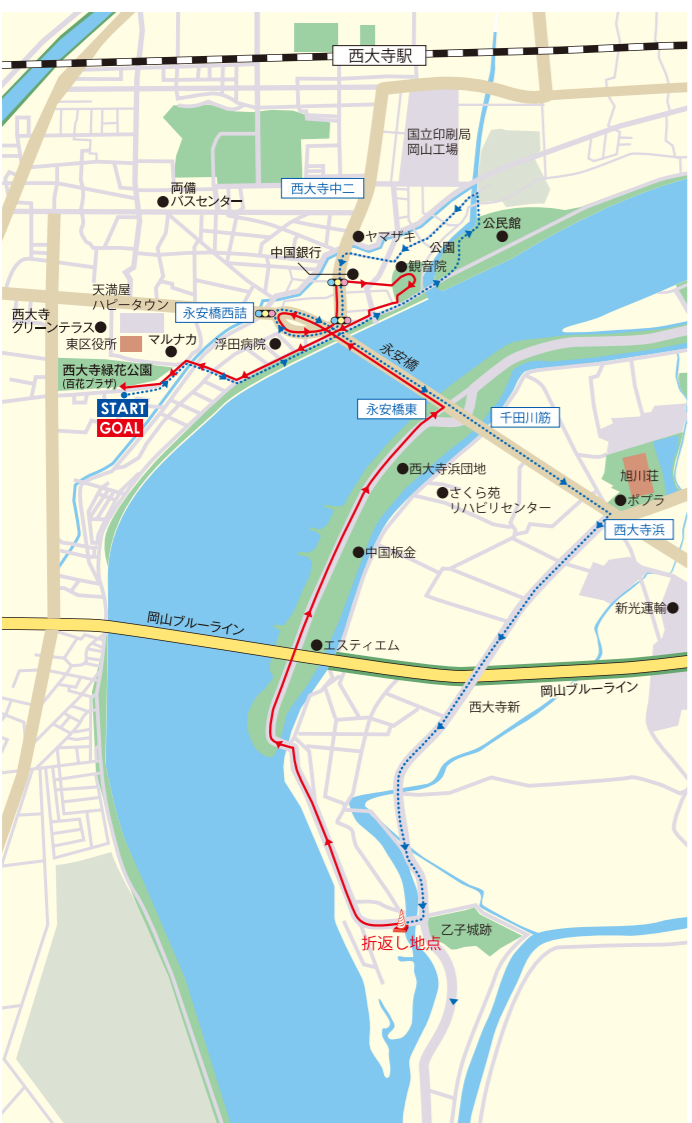 西大寺駅
国立印刷局
岡山工場
西大寺中二
両備
バスセンター
公民館
ヤマザキ
公園
中国銀行
観音院
天満屋
ハピータウン
永安橋西詰
西大寺
グリーンテラス
東区役所
マルナカ
浮田病院
永安橋
西大寺緑花公園
(百花プラザ)
START
GOAL
永安橋東
千田川筋
西大寺浜団地
旭川荘
さくら苑
リハビリセンター
ポプラ
西大寺浜
中国板金
新光運輸
岡山ブルーライン
エスティエム
岡山ブルーライン
西大寺新
乙子城跡
折返し地点